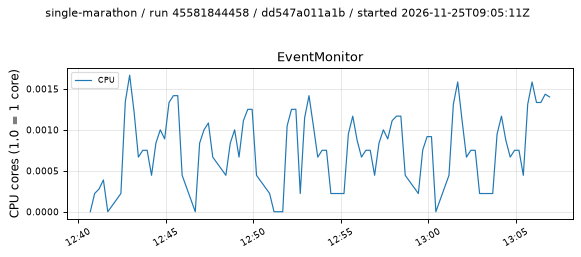 single-marathon / run 45581844458 / dd547a011a1b / started 2026-11-25T09:05:11Z
EventMonitor
CPU
CPU cores (1.0 = 1 core)
0.0015
0.0010
0.0005
0.0000
12:40
12:45
12:50
12:55
13:00
13:05